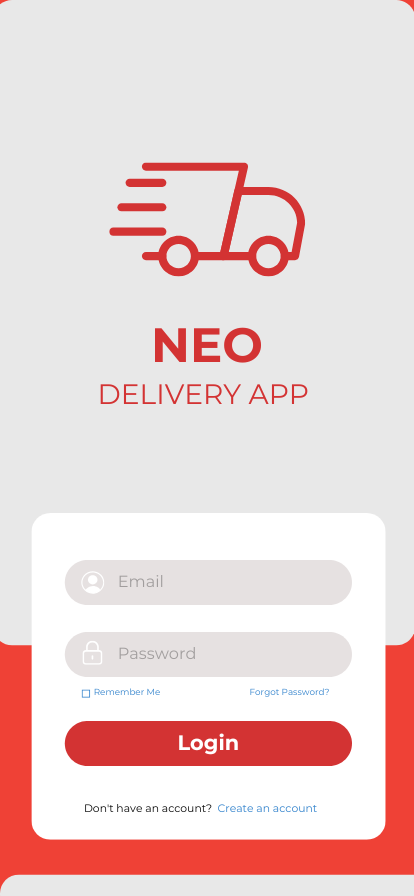 NEO
DELIVERY APP
Email
Password
Remember Me
Forgot Password?
Login
Don't have an account? Create an account